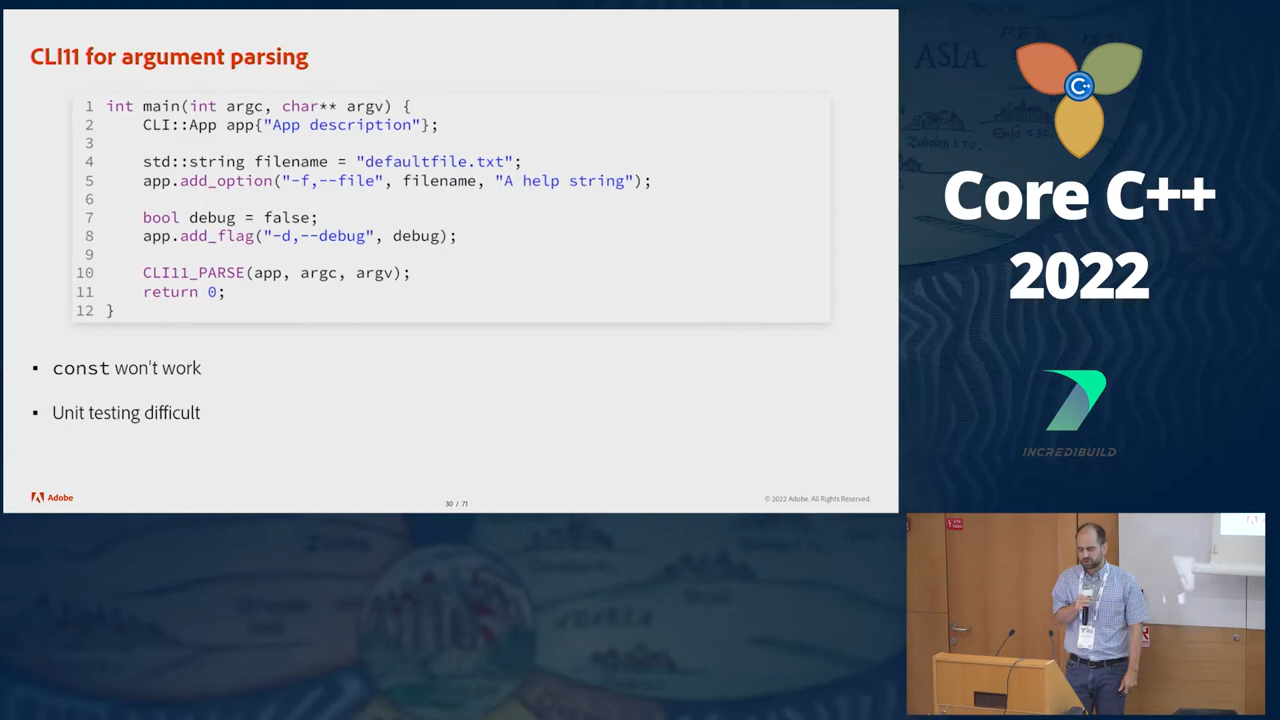 CLI11 for argument parsing
1 int main(int argc, char** argv) {
2 CLI::App app{"App description"};
3
4 std::string filename = "defaultfile.txt";
5 app.add_option("-f,--file", filename, "A help string");
6
7 bool debug = false;
8 app.add_flag("-d,--debug", debug);
9
10 CLI11_PARSE(app, argc, argv);
11 return 0;
12 }
▪ const won't work
▪ Unit testing difficult
Adobe
30 / 71
© 2022 Adobe. All Rights Reserved.
ASIA
C++
Core C++
2022
INCREDIBUILD